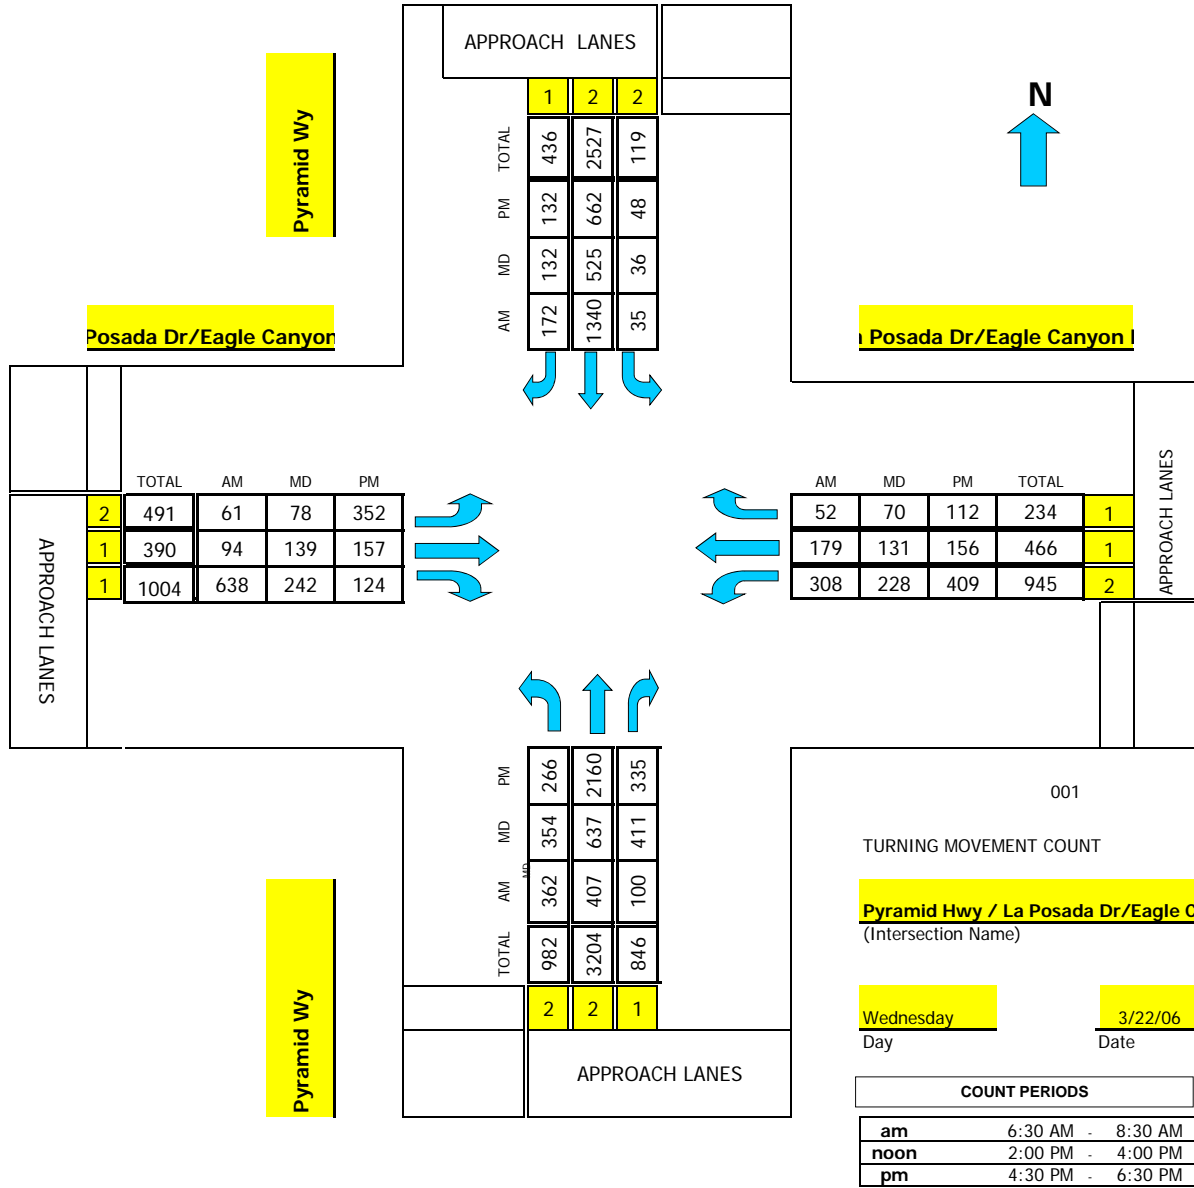 APPROACH LANES
1 2 2
Pyramid Wy
N
TOTAL 436 2527 119
PM 132 662 48
MD 132 525 36
AM 172 1340 35
Posada Dr/Eagle Canyon
Posada Dr/Eagle Canyon
TOTAL AM MD PM
2 491 61 78 352
1 390 94 139 157
1 1004 638 242 124
APPROACH LANES
AM MD PM TOTAL
52 70 112 234 1
179 131 156 466 1
308 228 409 945 2
APPROACH LANES
PM 266 2160 335
MD 354 637 411
MD
AM 362 407 100
TOTAL 982 3204 846
2 2 1
APPROACH LANES
Pyramid Wy
001
TURNING MOVEMENT COUNT
Pyramid Hwy / La Posada Dr/Eagle
(Intersection Name)
Wednesday 3/22/06
Day Date
COUNT PERIODS
am 6:30 AM - 8:30 AM
noon 2:00 PM - 4:00 PM
pm 4:30 PM - 6:30 PM